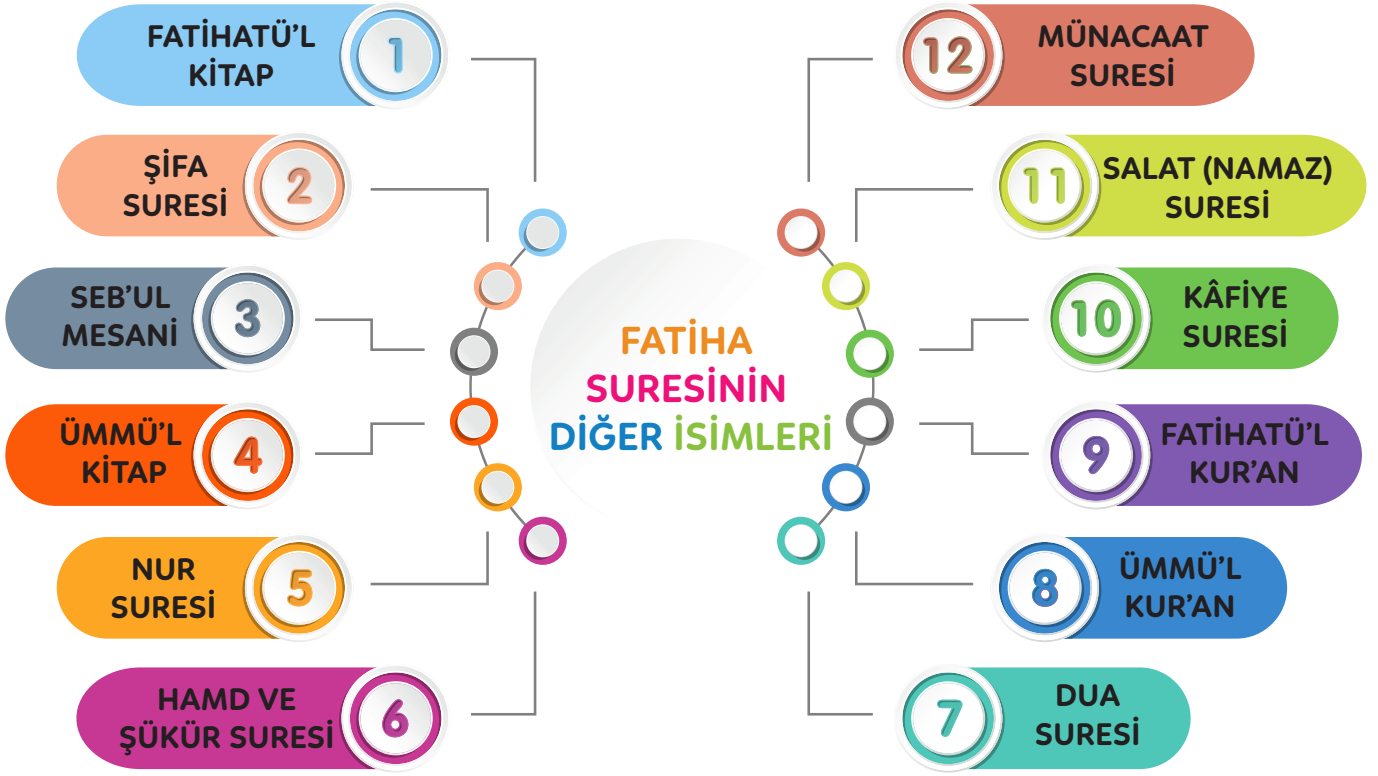 FATİHA
SURESİNİN
DİĞER İSİMLERİ
1
FATİHATÜ’L
KİTAP
2
ŞİFA
SURESİ
3
SEB’UL
MESANİ
4
ÜMMÜ’L
KİTAP
5
NUR
SURESİ
6
HAMD VE
ŞÜKÜR SURESİ
7
DUA
SURESİ
8
ÜMMÜ’L
KUR’AN
9
FATİHATÜ’L
KUR’AN
10
KÂFİYE
SURESİ
11
SALAT (NAMAZ)
SURESİ
12
MÜNACAAT
SURESİ